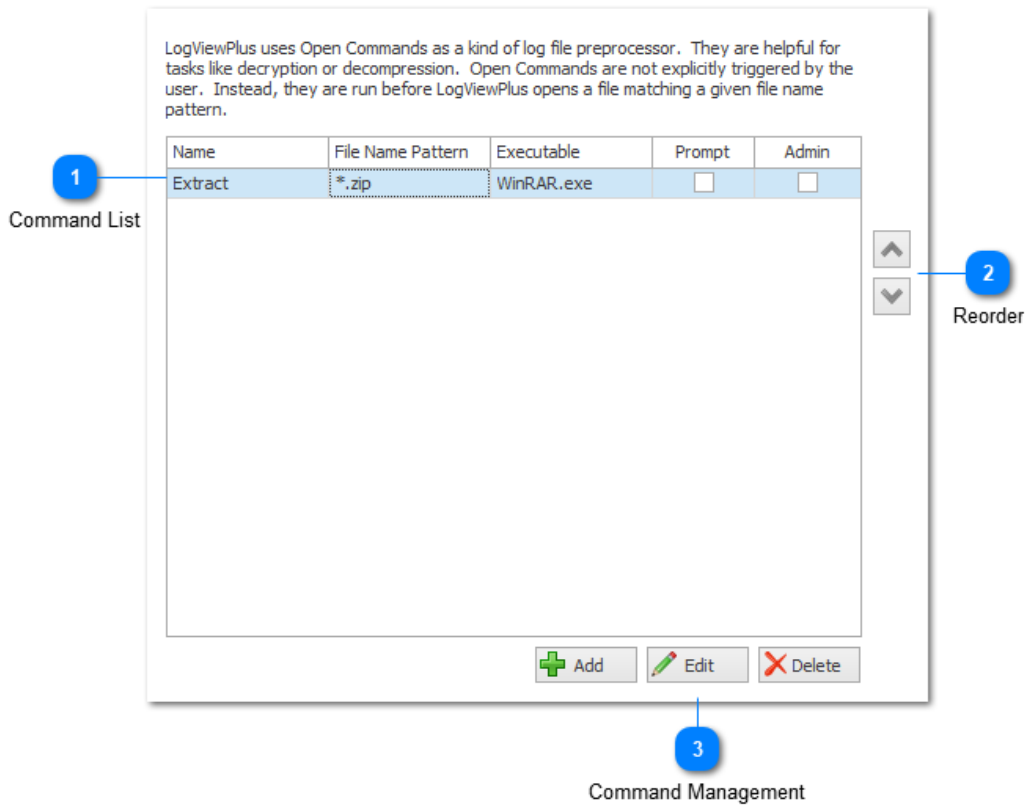 LogViewPlus uses Open Commands as a kind of log file preprocessor.  They are helpful for
tasks like decryption or decompression.  Open Commands are not explicitly triggered by the
user.  Instead, they are run before LogViewPlus opens a file matching a given file name
pattern.
Name File Name Pattern Executable Prompt Admin
1
Extract *.zip WinRAR.exe
Command List
2
Reorder
Add Edit Delete
3
Command Management